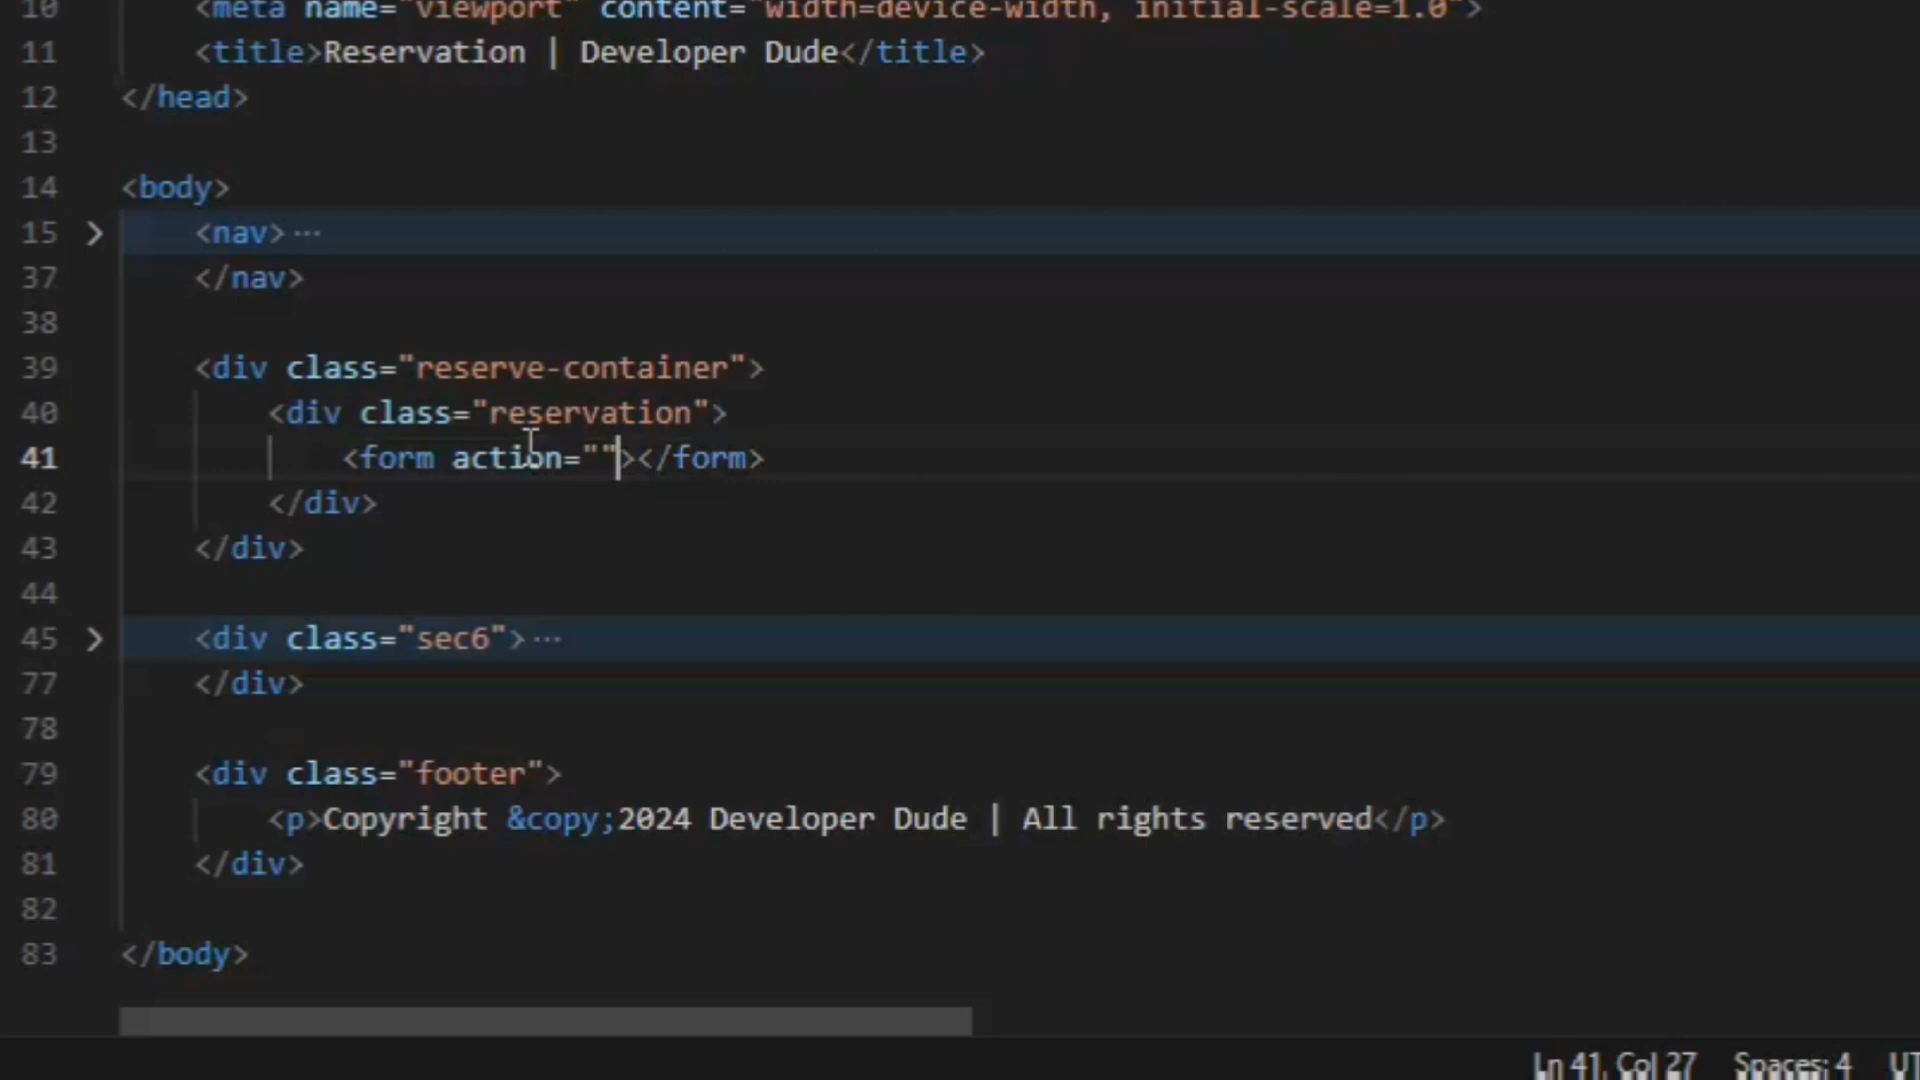 10 <meta name="viewport" content="width=device-width, initial-scale=1.0">
11 <title>Reservation | Developer Dude</title>
12 </head>
13
14 <body>
15 <nav>···
37 </nav>
38
39 <div class="reserve-container">
40 <div class="reservation">
41 <form action=""></form>
42 </div>
43 </div>
44
45 <div class="sec6">···
77 </div>
78
79 <div class="footer">
80 <p>Copyright &copy;2024 Developer Dude | All rights reserved</p>
81 </div>
82
83 </body>
Ln 41, Col 27 Spaces: 4 UT